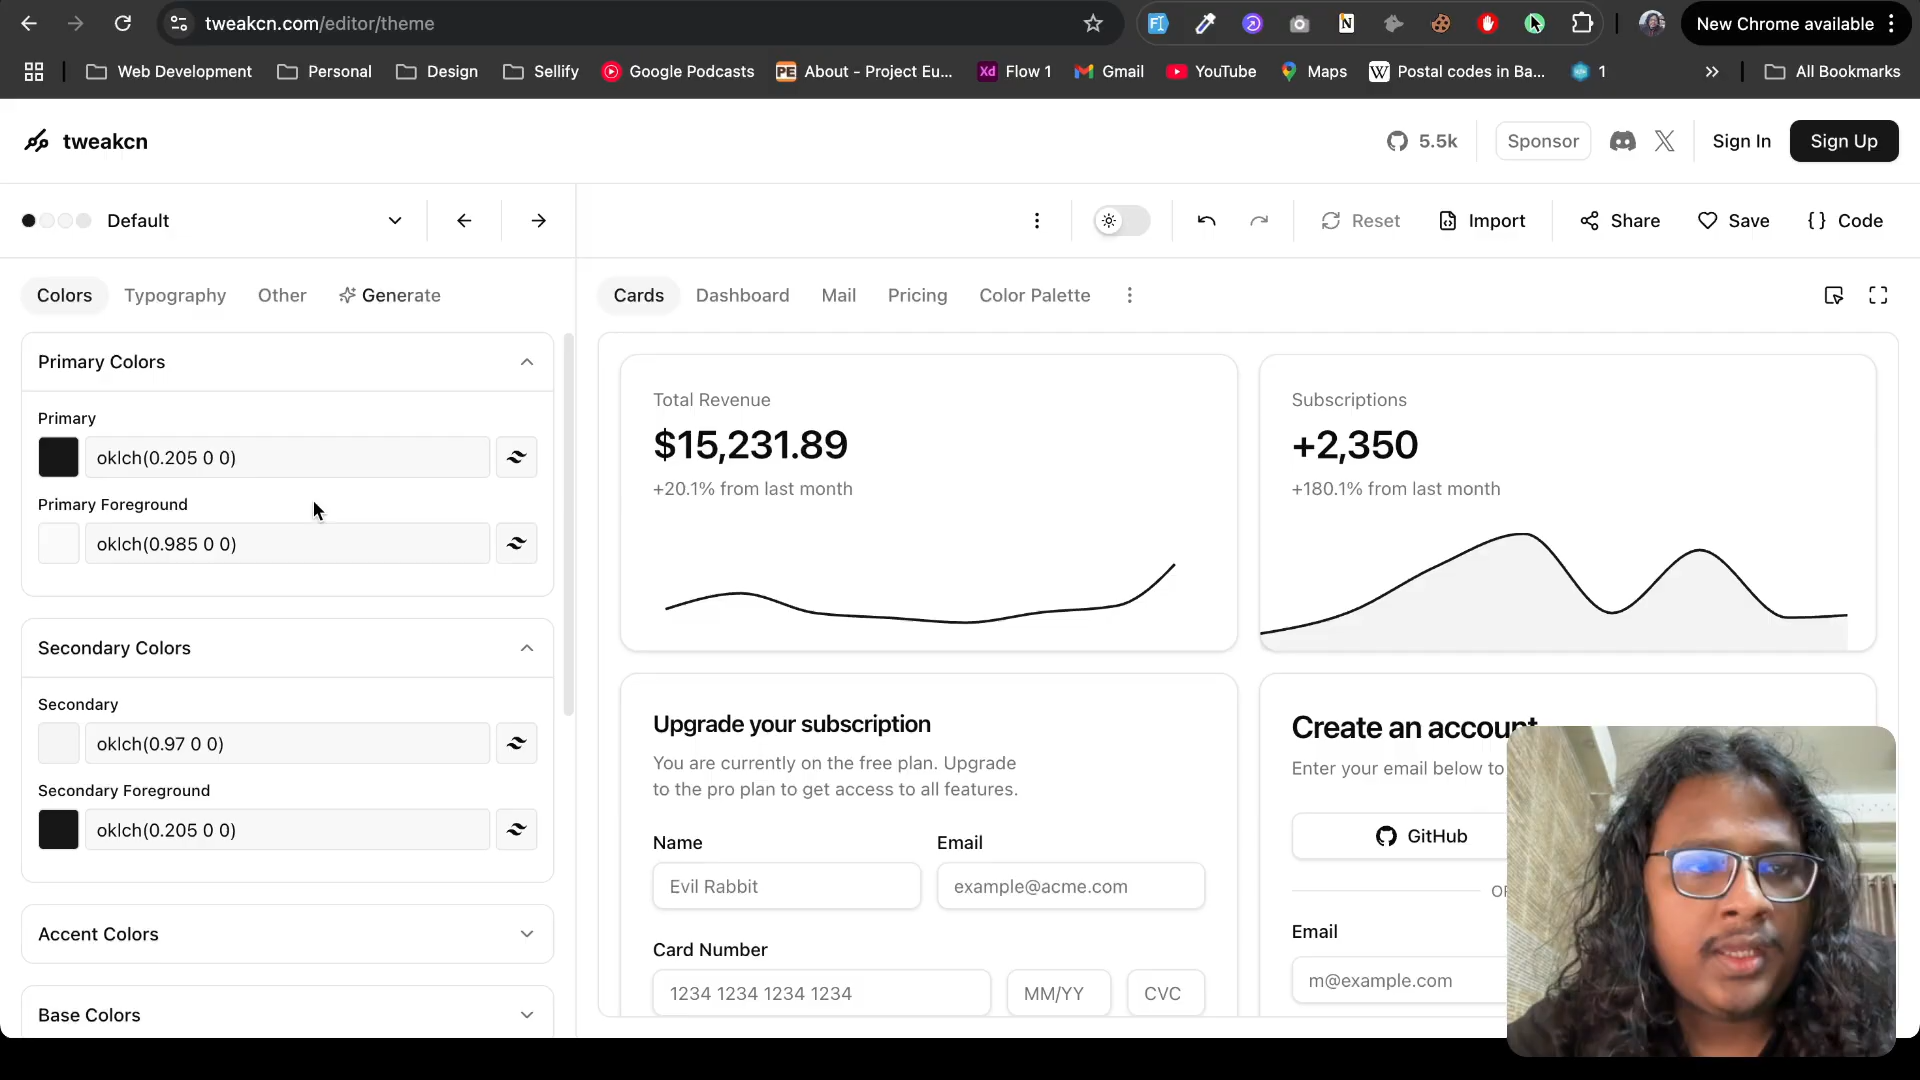 tweakcn.com/editor/theme
New Chrome available
Web Development
Personal
Design
Sellify
Google Podcasts
PE About - Project Eu...
Xd Flow 1
Gmail
YouTube
Maps
W Postal codes in Ba...
1
All Bookmarks
tweakcn
5.5k
Sponsor
Sign In
Sign Up
Default
Reset
Import
Share
Save
{} Code
Colors
Typography
Other
Generate
Cards
Dashboard
Mail
Pricing
Color Palette
Primary Colors
Primary
oklch(0.205 0 0)
Primary Foreground
oklch(0.985 0 0)
Secondary Colors
Secondary
oklch(0.97 0 0)
Secondary Foreground
oklch(0.205 0 0)
Accent Colors
Base Colors
Total Revenue
$15,231.89
+20.1% from last month
Subscriptions
+2,350
+180.1% from last month
Upgrade your subscription
You are currently on the free plan. Upgrade
to the pro plan to get access to all features.
Name
Email
Evil Rabbit
example@acme.com
Card Number
1234 1234 1234 1234
MM/YY
CVC
Create an account
Enter your email below to
GitHub
Email
m@example.com